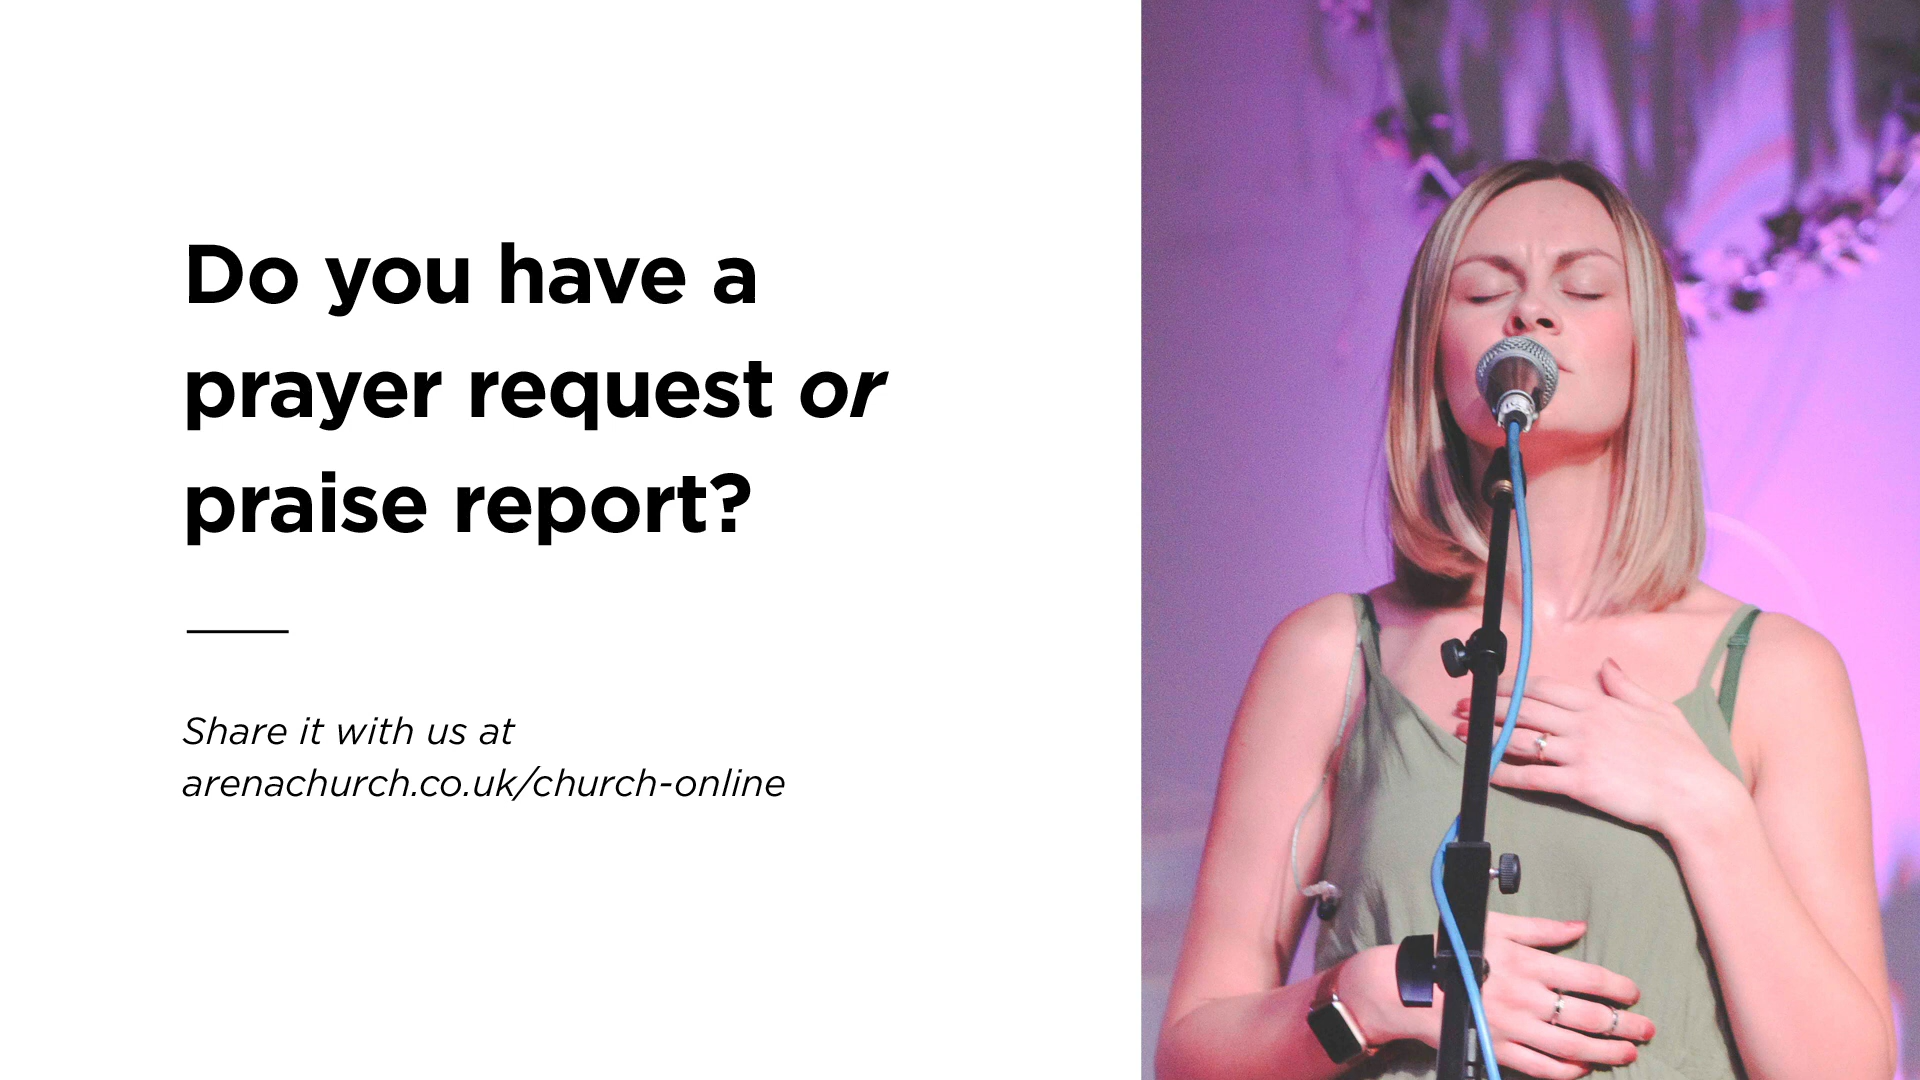 Do you have a
prayer request or
praise report?
Share it with us at
arenachurch.co.uk/church-online